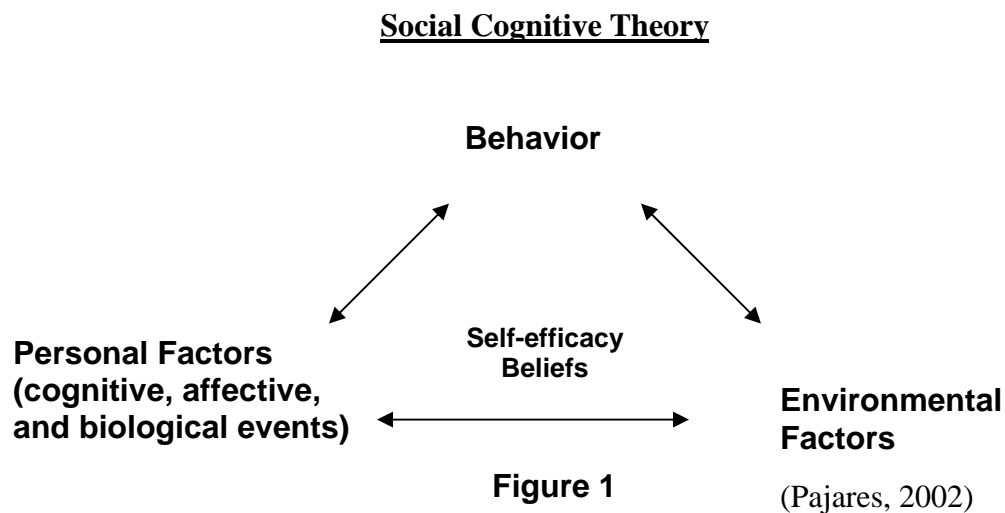 Social Cognitive Theory
Behavior
Self-efficacy
Beliefs
Personal Factors
(cognitive, affective,
and biological events)
Environmental
Factors
Figure 1
(Pajares, 2002)